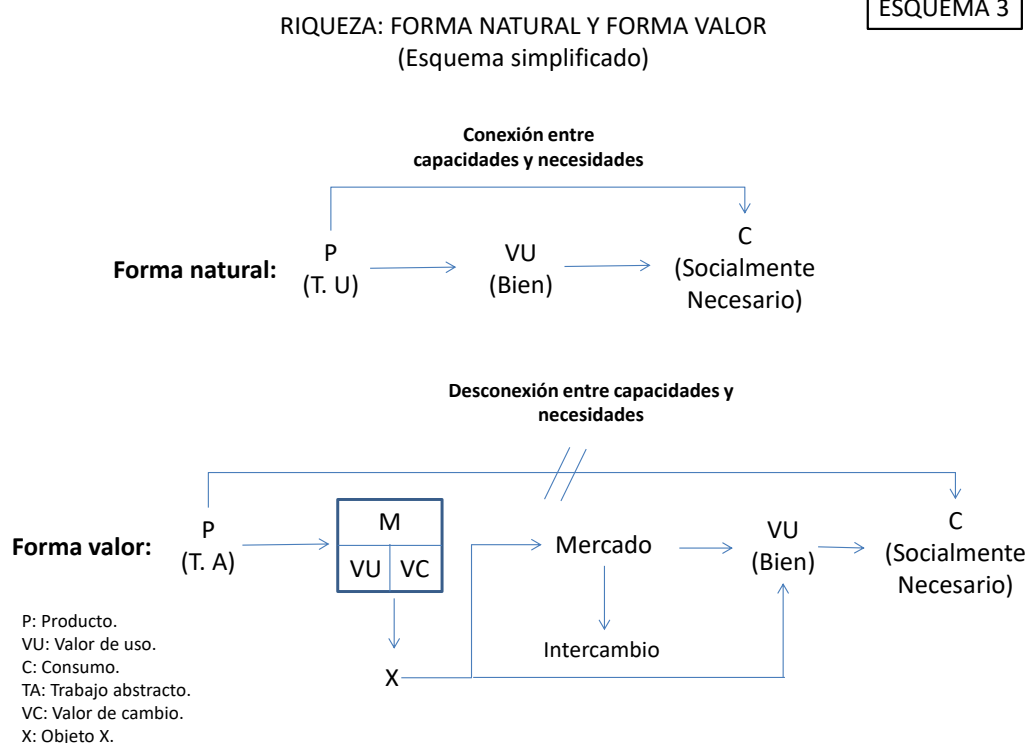 ESQUEMA 3
RIQUEZA: FORMA NATURAL Y FORMA VALOR
(Esquema simplificado)
Conexión entre
capacidades y necesidades
Forma natural:
P
(T. U)
VU
(Bien)
C
(Socialmente
Necesario)
Desconexión entre capacidades y
necesidades
Forma valor:
P
(T. A)
M
VU
VC
X
Mercado
Intercambio
VU
(Bien)
C
(Socialmente
Necesario)
P: Producto.
VU: Valor de uso.
C: Consumo.
TA: Trabajo abstracto.
VC: Valor de cambio.
X: Objeto X.